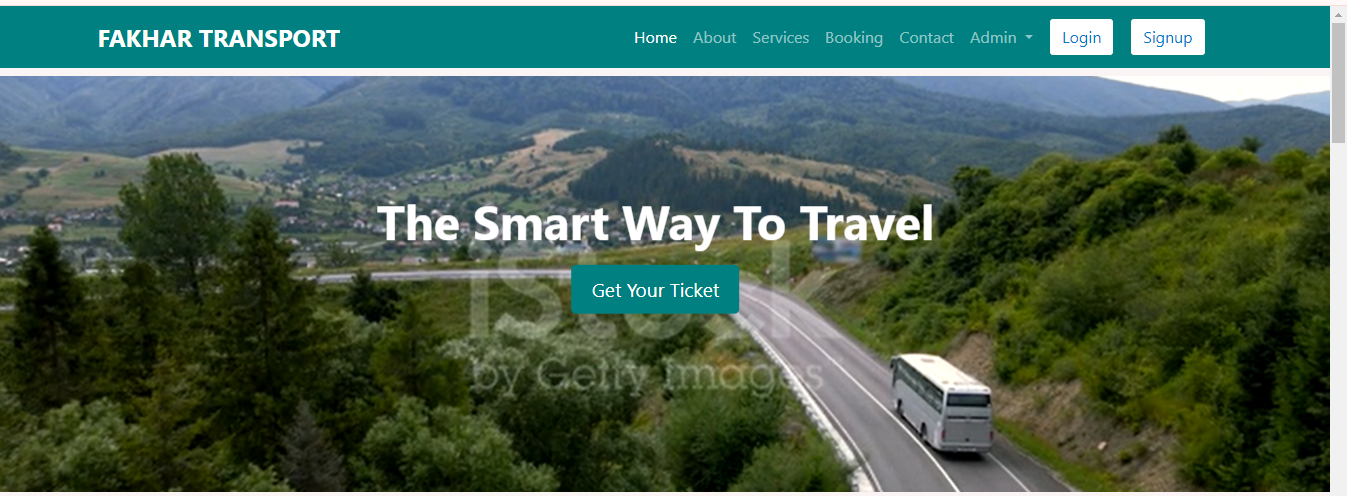 FAKHAR TRANSPORT
Home About Services Booking Contact Admin Login Signup
The Smart Way To Travel
Get Your Ticket
iStock
by Getty Images